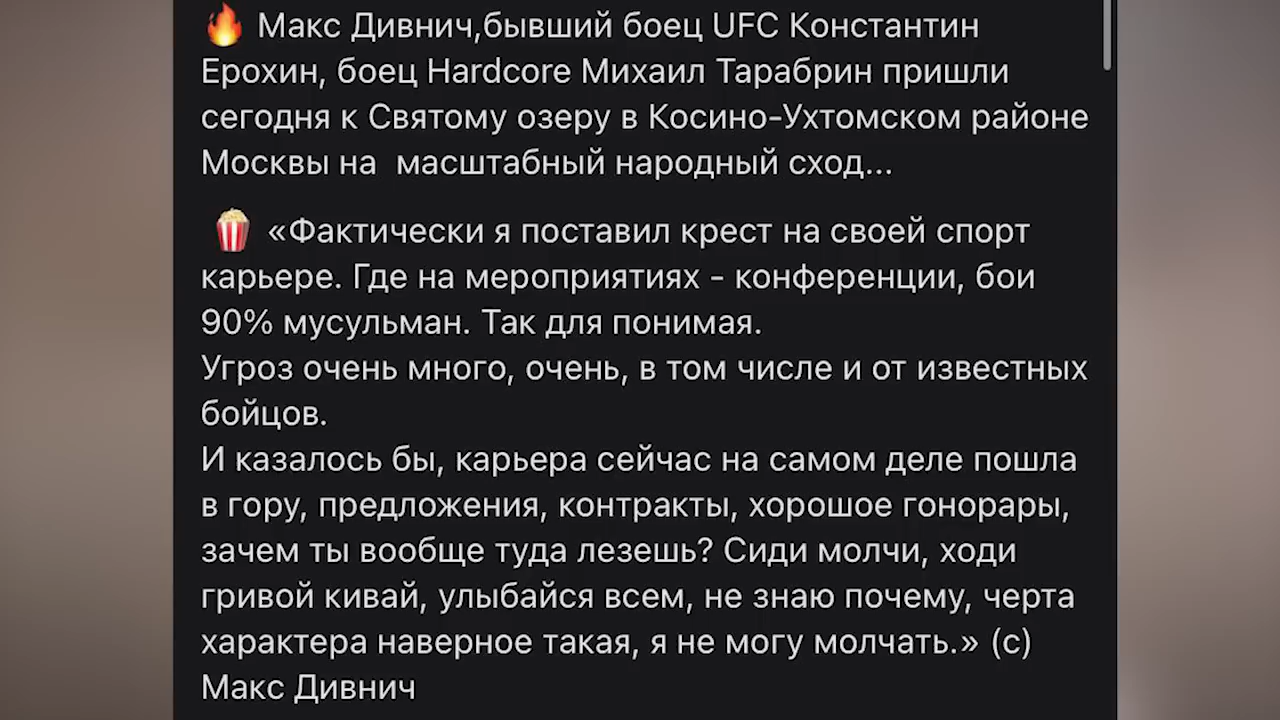 🔥 Макс Дивнич,бывший боец UFC Константин
Ерохин, боец Hardcore Михаил Тарабрин пришли
сегодня к Святому озеру в Косино-Ухтомском районе
Москвы на  масштабный народный сход...
🍿 «Фактически я поставил крест на своей спорт
карьере. Где на мероприятиях - конференции, бои
90% мусульман. Так для понимая.
Угроз очень много, очень, в том числе и от известных
бойцов.
И казалось бы, карьера сейчас на самом деле пошла
в гору, предложения, контракты, хорошое гонорары,
зачем ты вообще туда лезешь? Сиди молчи, ходи
гривой кивай, улыбайся всем, не знаю почему, черта
характера наверное такая, я не могу молчать.» (с)
Макс Дивнич